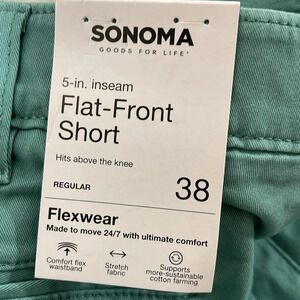 SONOMA
GOODS FOR LIFE
5-in. inseam
Flat-Front
Short
Hits above the knee
REGULAR
38
Flexwear
Made to move 24/7 with ultimate comfort
Comfort flex
waistband
Stretch
fabric
Supports
more-sustainable
cotton farming